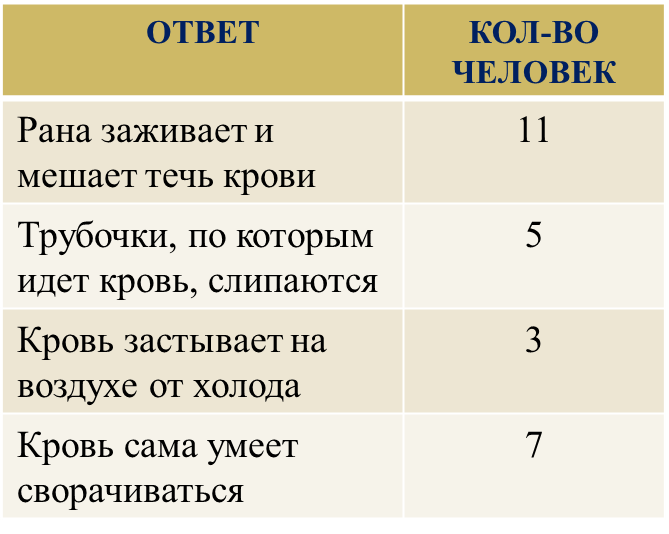 ОТВЕТ
КОЛ-ВО
ЧЕЛОВЕК
Рана заживает и
мешает течь крови
11
Трубочки, по которым
идет кровь, слипаются
5
Кровь застывает на
воздухе от холода
3
Кровь сама умеет
сворачиваться
7